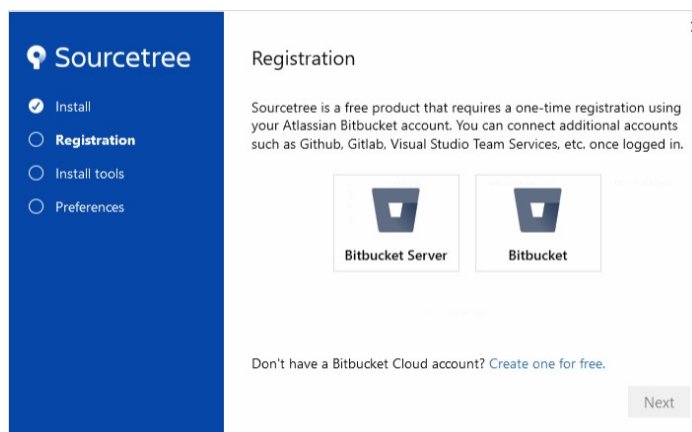 Sourcetree
Install
Registration
Install tools
Preferences
Registration
Sourcetree is a free product that requires a one-time registration using
your Atlassian Bitbucket account. You can connect additional accounts
such as Github, Gitlab, Visual Studio Team Services, etc. once logged in.
Bitbucket Server
Bitbucket
Don't have a Bitbucket Cloud account? Create one for free.
Next